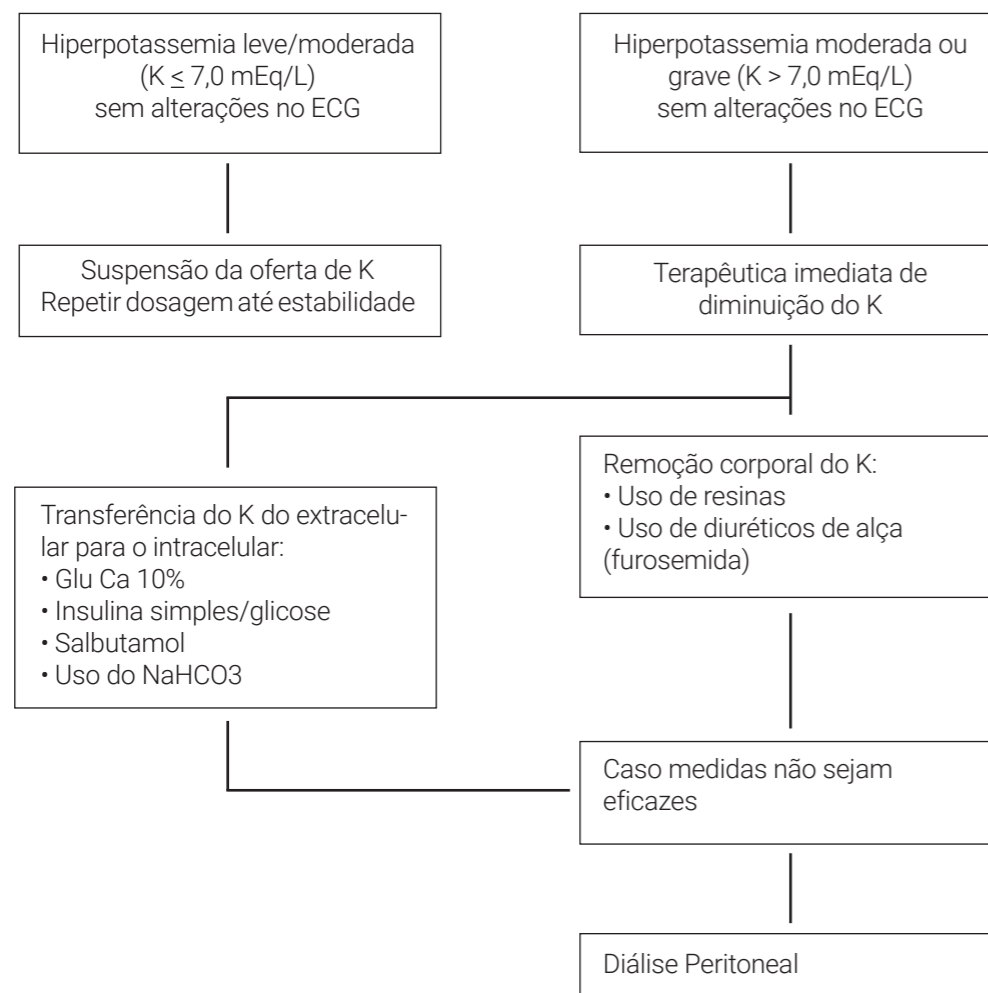 Hiperpotassemia leve/moderada
(K ≤ 7,0 mEq/L)
sem alterações no ECG
Hiperpotassemia moderada ou
grave (K > 7,0 mEq/L)
sem alterações no ECG
Suspensão da oferta de K
Repetir dosagem até estabilidade
Terapêutica imediata de
diminuição do K
Transferência do K do extracelu-
lar para o intracelular:
• Glu Ca 10%
• Insulina simples/glicose
• Salbutamol
• Uso do NaHCO3
Remoção corporal do K:
• Uso de resinas
• Uso de diuréticos de alça
(furosemida)
Caso medidas não sejam
eficazes
Diálise Peritoneal